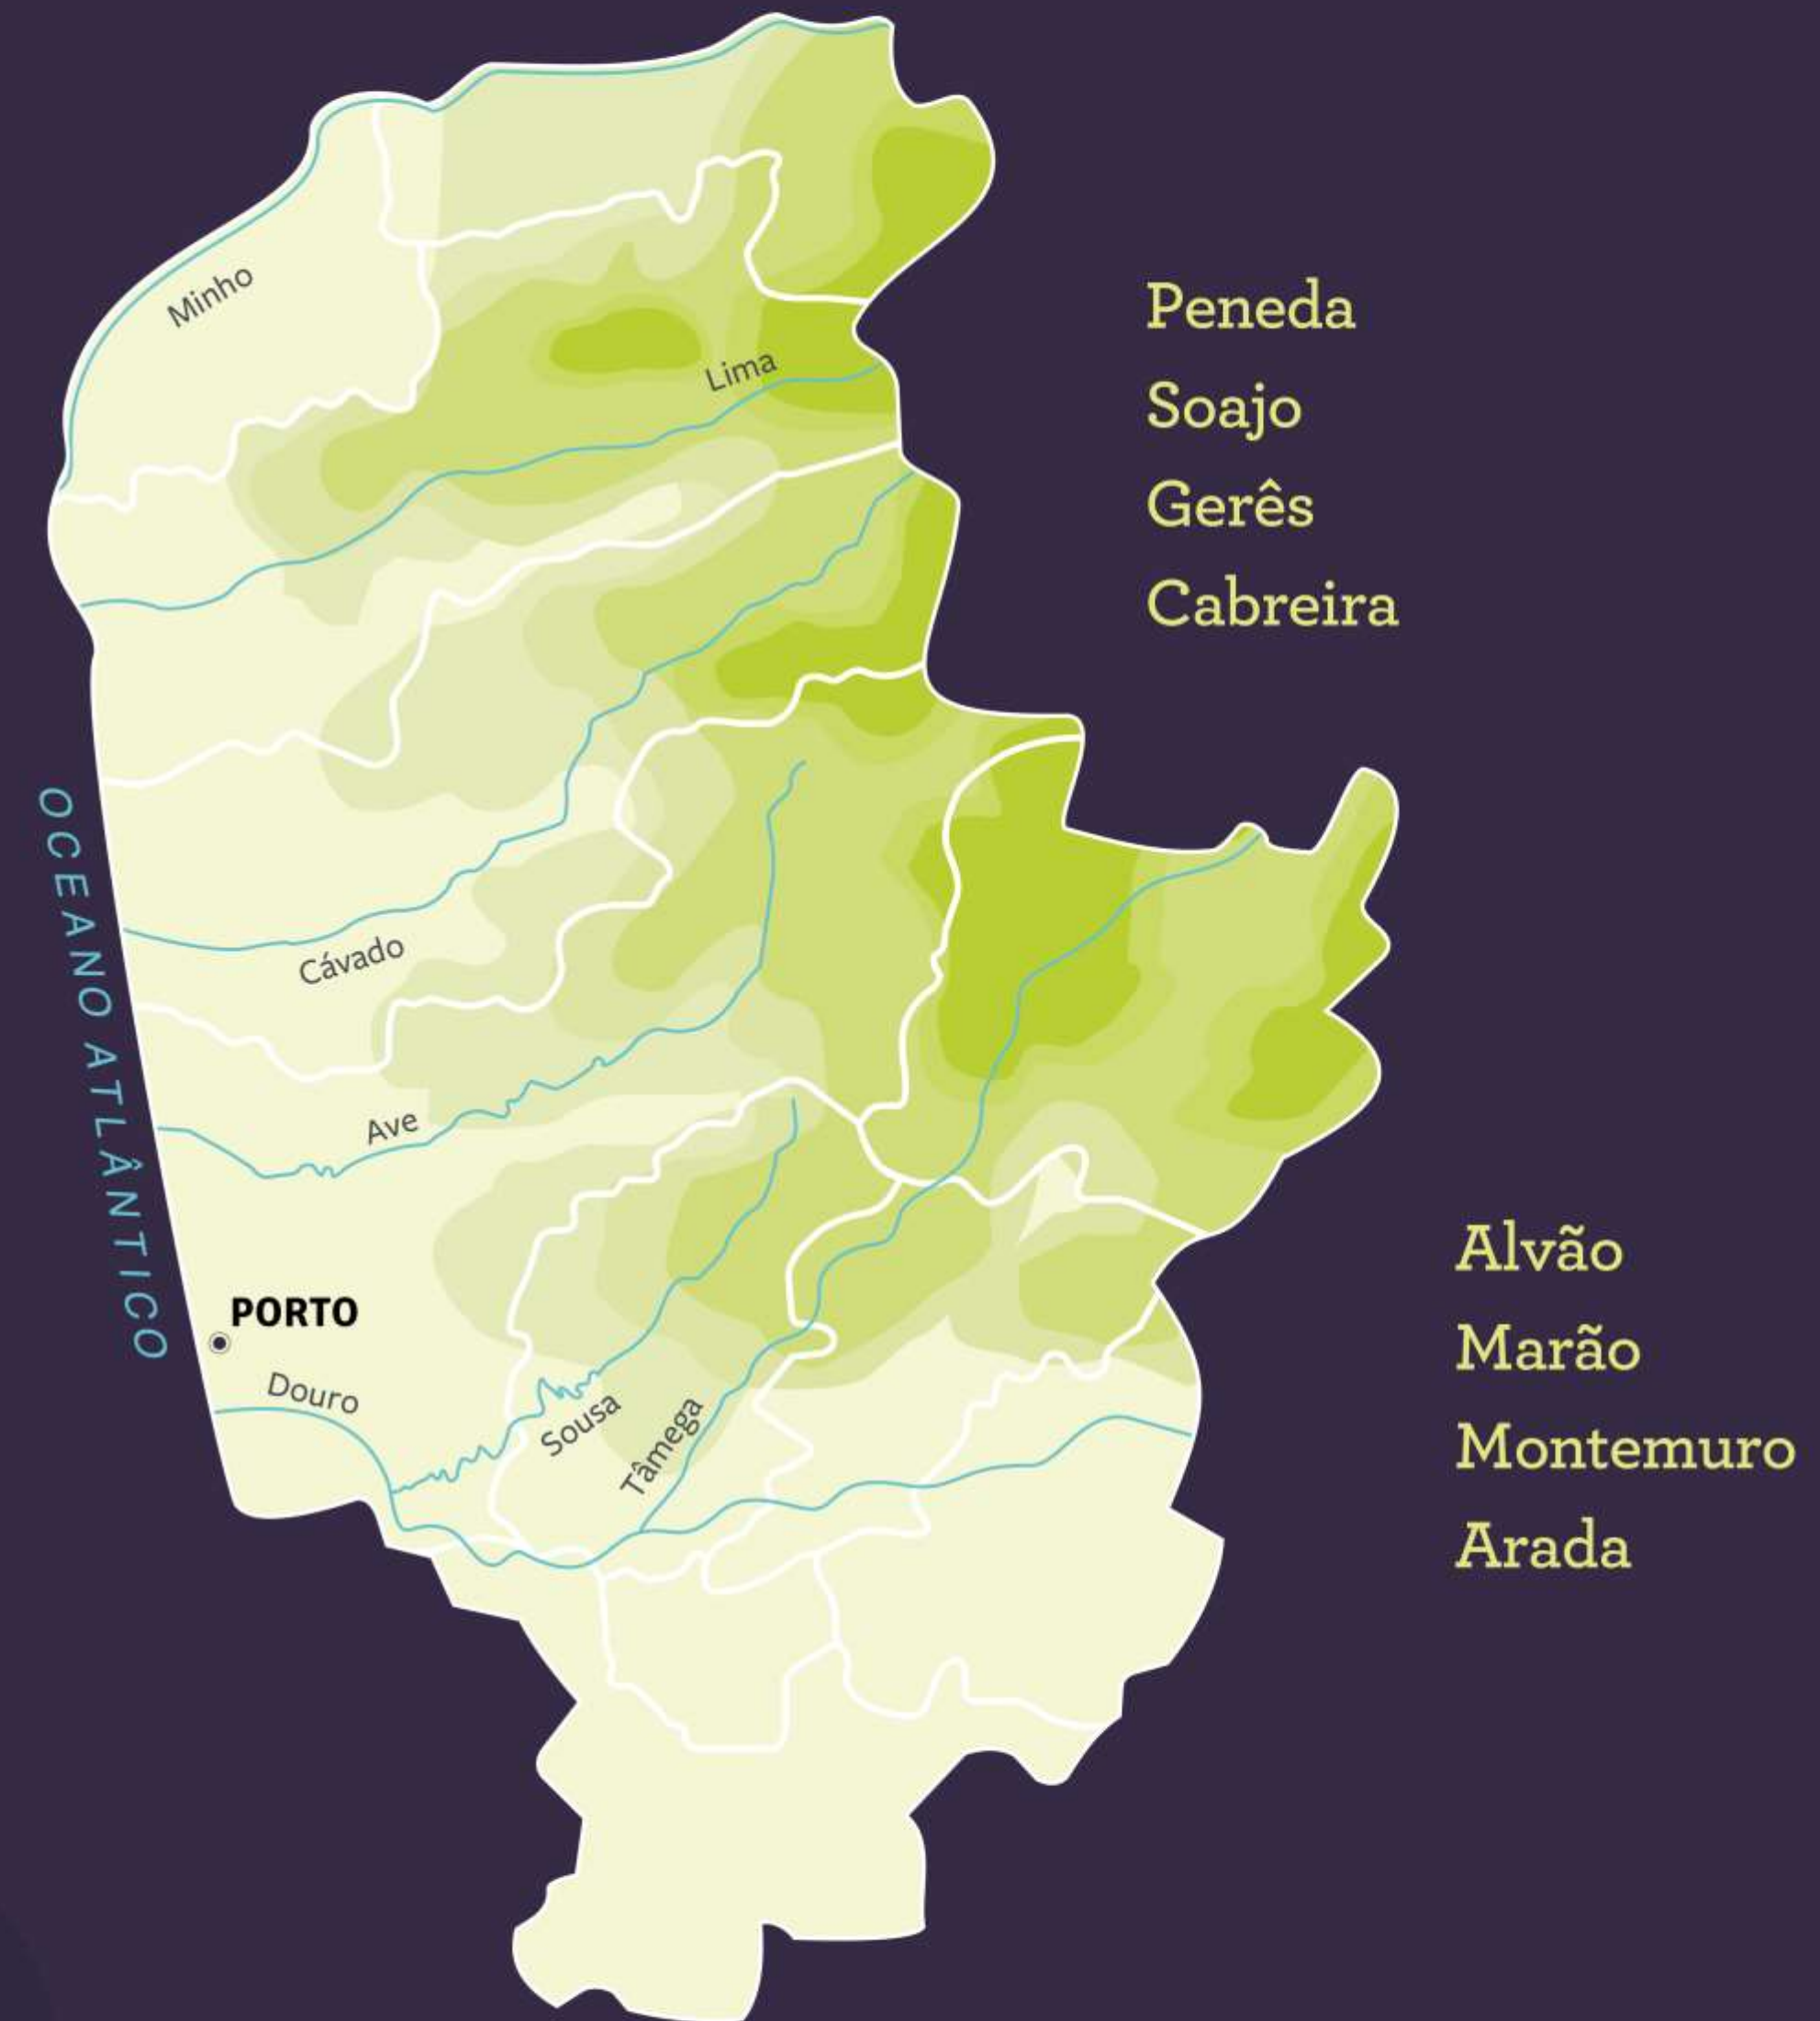 Minho
Lima
Peneda
Soajo
Gerês
Cabreira
OCEANO ATLÂNTICO
Cávado
Ave
PORTO
Douro
Sousa
Tâmega
Alvão
Marão
Montemuro
Arada